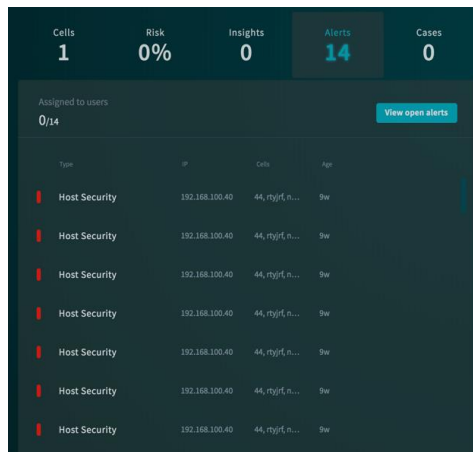 Cells Risk Insights Alerts Cases
1 0% 0 14 0
Assigned to users
0/14
View open alerts
Type IP Cells Age
Host Security 192.168.100.40 44, rtyjrf, n... 9w
Host Security 192.168.100.40 44, rtyjrf, n... 9w
Host Security 192.168.100.40 44, rtyjrf, n... 9w
Host Security 192.168.100.40 44, rtyjrf, n... 9w
Host Security 192.168.100.40 44, rtyjrf, n... 9w
Host Security 192.168.100.40 44, rtyjrf, n... 9w
Host Security 192.168.100.40 44, rtyjrf, n... 9w